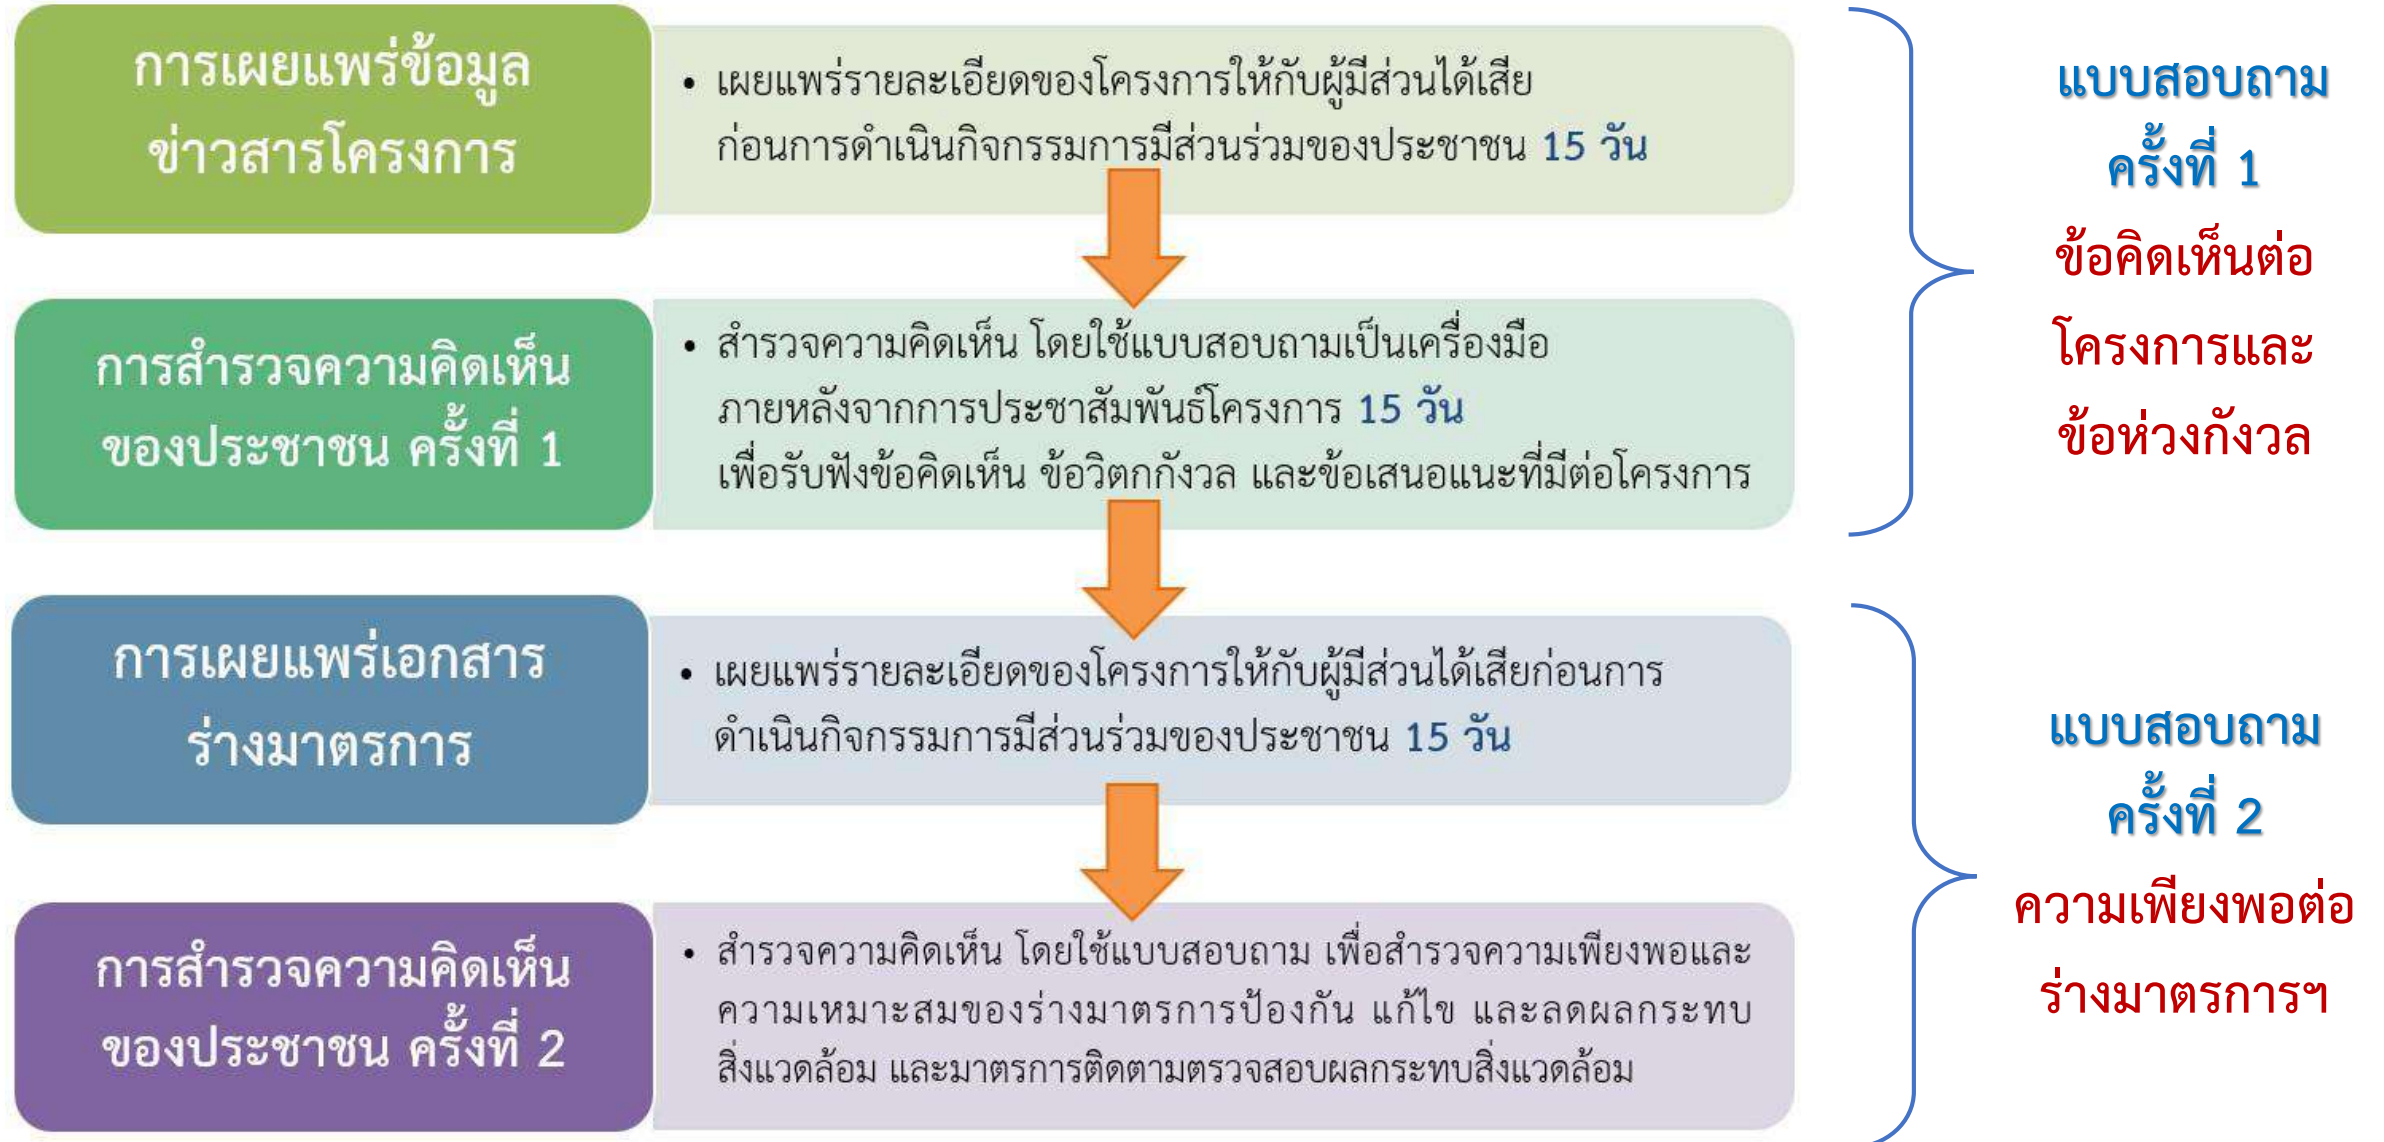 การเผยแพร่ข้อมูล
ข่าวสารโครงการ
• เผยแพร่รายละเอียดของโครงการให้กับผู้มีส่วนได้เสีย
ก่อนการดำเนินกิจกรรมการมีส่วนร่วมของประชาชน 15 วัน
การสำรวจความคิดเห็น
ของประชาชน ครั้งที่ 1
• สำรวจความคิดเห็น โดยใช้แบบสอบถามเป็นเครื่องมือ
ภายหลังจากการประชาสัมพันธ์โครงการ 15 วัน
เพื่อรับฟังข้อคิดเห็น ข้อวิตกกังวล และข้อเสนอแนะที่มีต่อโครงการ
แบบสอบถาม
ครั้งที่ 1
ข้อคิดเห็นต่อ
โครงการและ
ข้อห่วงกังวล
การเผยแพร่เอกสาร
ร่างมาตรการ
• เผยแพร่รายละเอียดของโครงการให้กับผู้มีส่วนได้เสียก่อนการ
ดำเนินกิจกรรมการมีส่วนร่วมของประชาชน 15 วัน
การสำรวจความคิดเห็น
ของประชาชน ครั้งที่ 2
• สำรวจความคิดเห็น โดยใช้แบบสอบถาม เพื่อสำรวจความเพียงพอและ
ความเหมาะสมของร่างมาตรการป้องกัน แก้ไข และลดผลกระทบ
สิ่งแวดล้อม และมาตรการติดตามตรวจสอบผลกระทบสิ่งแวดล้อม
แบบสอบถาม
ครั้งที่ 2
ความเพียงพอต่อ
ร่างมาตรการฯ